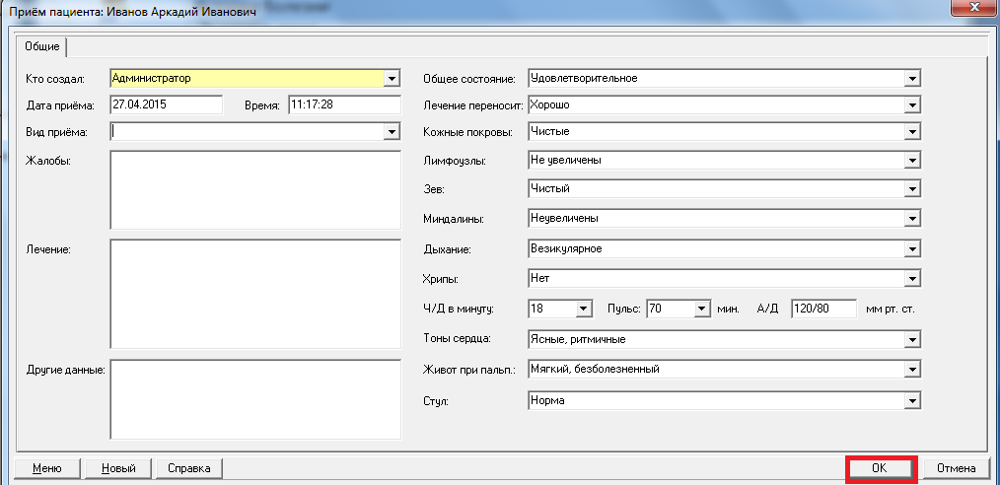 Приём пациента: Иванов Аркадий Иванович
Общие
Кто создал: Администратор
Дата приёма: 27.04.2015 Время: 11:17:28
Вид приёма:
Жалобы:
Лечение:
Другие данные:
Общее состояние: Удовлетворительное
Лечение переносит: Хорошо
Кожные покровы: Чистые
Лимфоузлы: Не увеличены
Зев: Чистый
Миндалины: Неувеличены
Дыхание: Везикулярное
Хрипы: Нет
Ч/Д в минуту: 18 Пульс: 70 мин. А/Д 120/80 мм рт. ст.
Тоны сердца: Ясные, ритмичные
Живот при пальп.: Мягкий, безболезненный
Стул: Норма
Меню Новый Справка OK Отмена